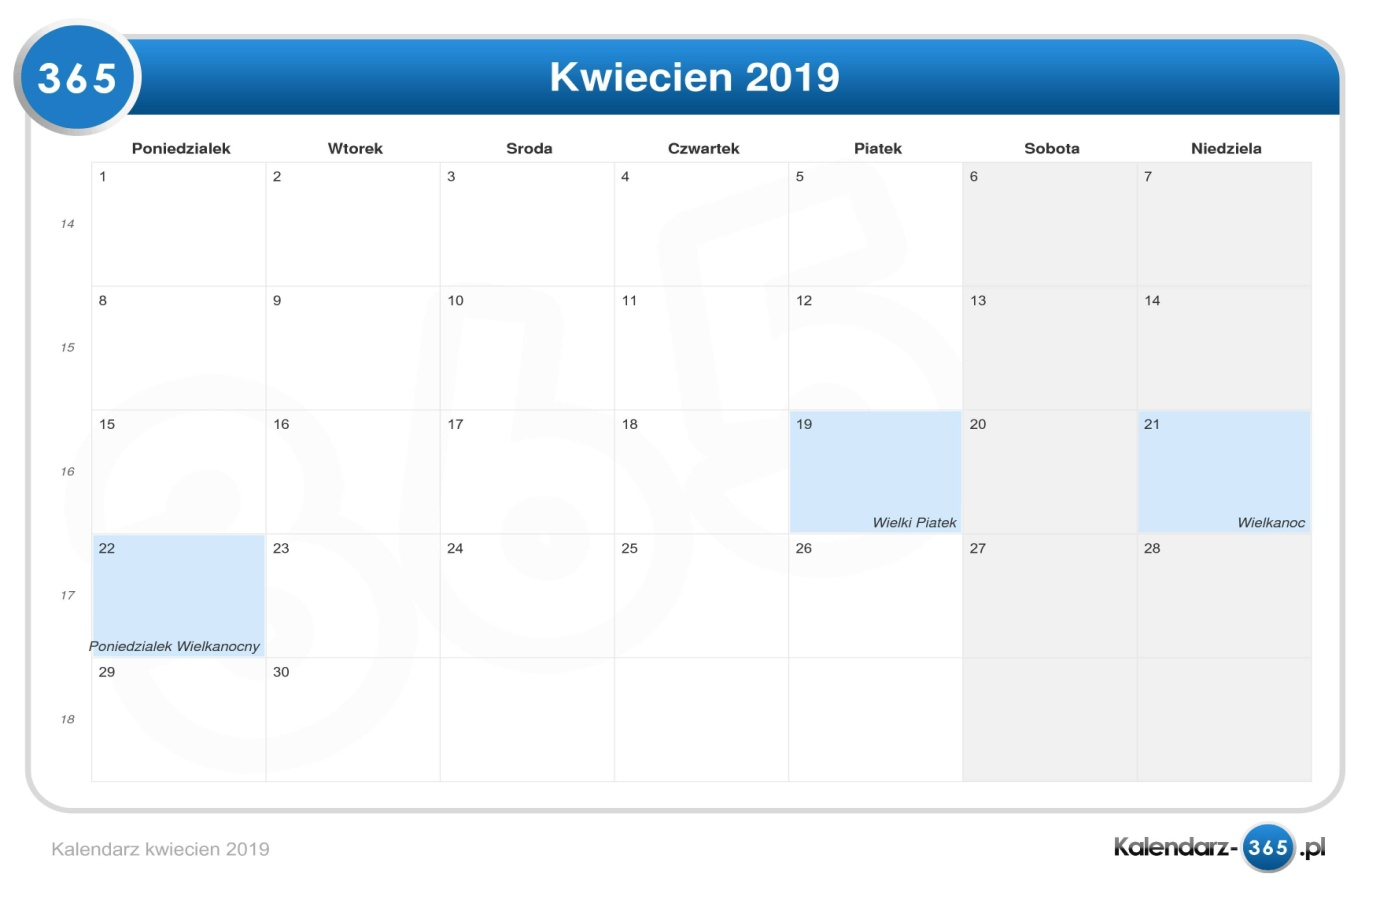 365
Kwiecien 2019
Poniedzialek Wtorek Sroda Czwartek Piatek Sobota Niedziela
1 2 3 4 5 6 7
14
8 9 10 11 12 13 14
15
15 16 17 18 19 20 21
16
Wielki Piatek Wielkanoc
22 23 24 25 26 27 28
17
Poniedzialek Wielkanocny
29 30
18
Kalendarz kwiecien 2019
Kalendarz-365.pl